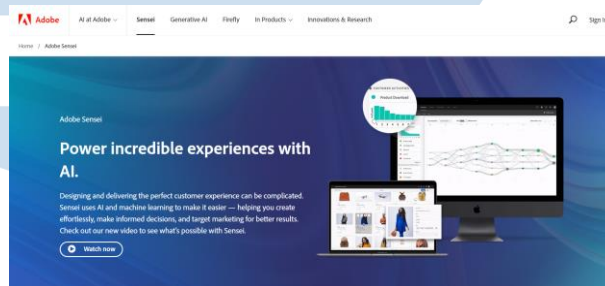 Adobe
AI at Adobe
Sensei
Generative AI
Firefly
In Products
Innovations & Research
Sign In
Home / Adobe Sensei
Adobe Sensei
Power incredible experiences with
AI.
Designing and delivering the perfect customer experience can be complicated.
Sensei uses AI and machine learning to make it easier — helping you create
effortlessly, make informed decisions, and target marketing for better results.
Check out our new video to see what's possible with Sensei.
Watch now
CUSTOMER ACTIVITIES
Product Download